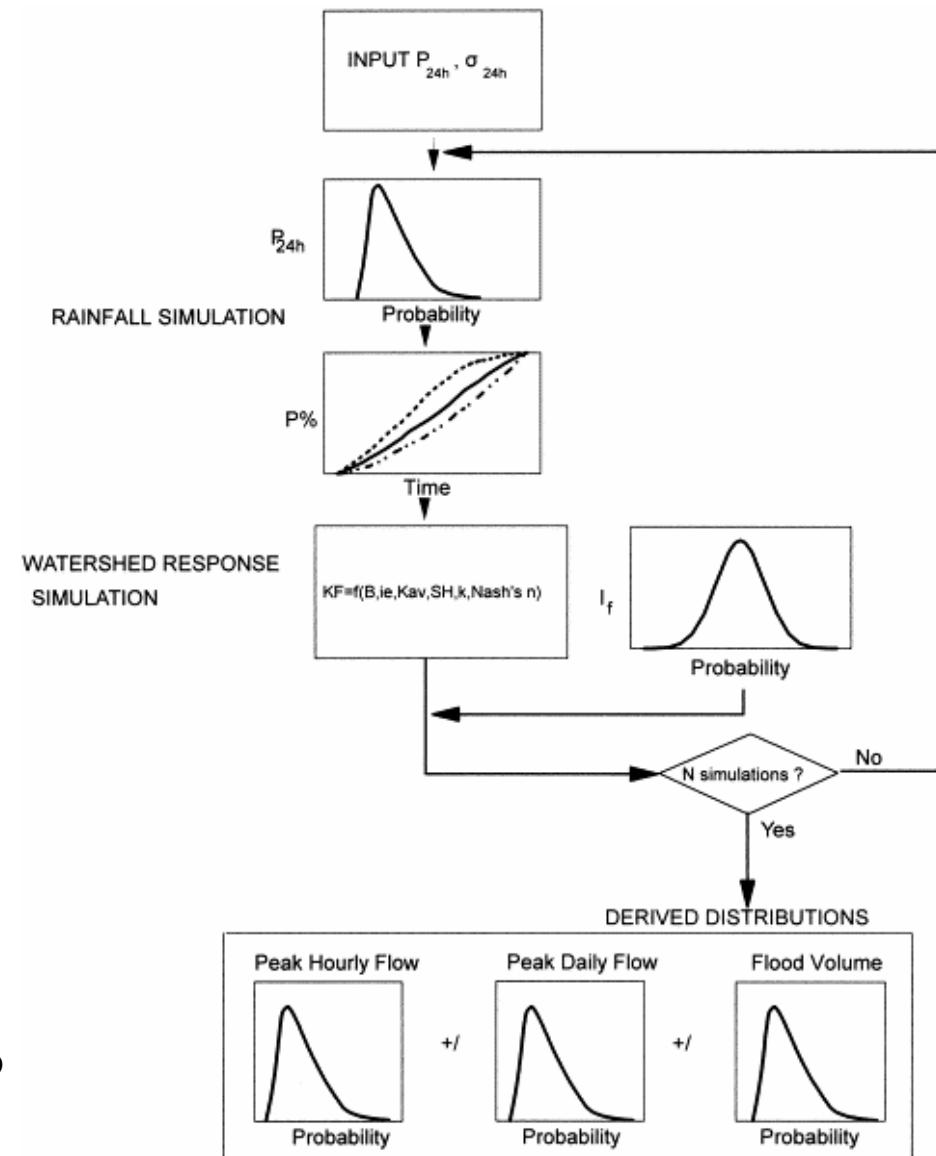 INPUT P24h , σ 24h
P24h
Probability
RAINFALL SIMULATION
P%
Time
WATERSHED RESPONSE
SIMULATION
KF=f(B,ie,Kav,SH,k,Nash's n)
If
Probability
N simulations ?
No
Yes
DERIVED DISTRIBUTIONS
Peak Hourly Flow
Peak Daily Flow
Flood Volume
+/
+/
Probability
Probability
Probability